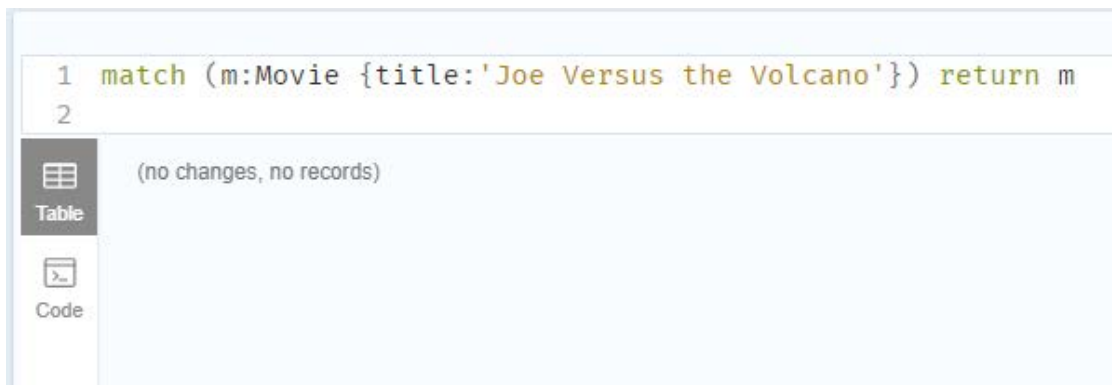 1 match (m:Movie {title:'Joe Versus the Volcano'}) return m
2
(no changes, no records)
Table
Code